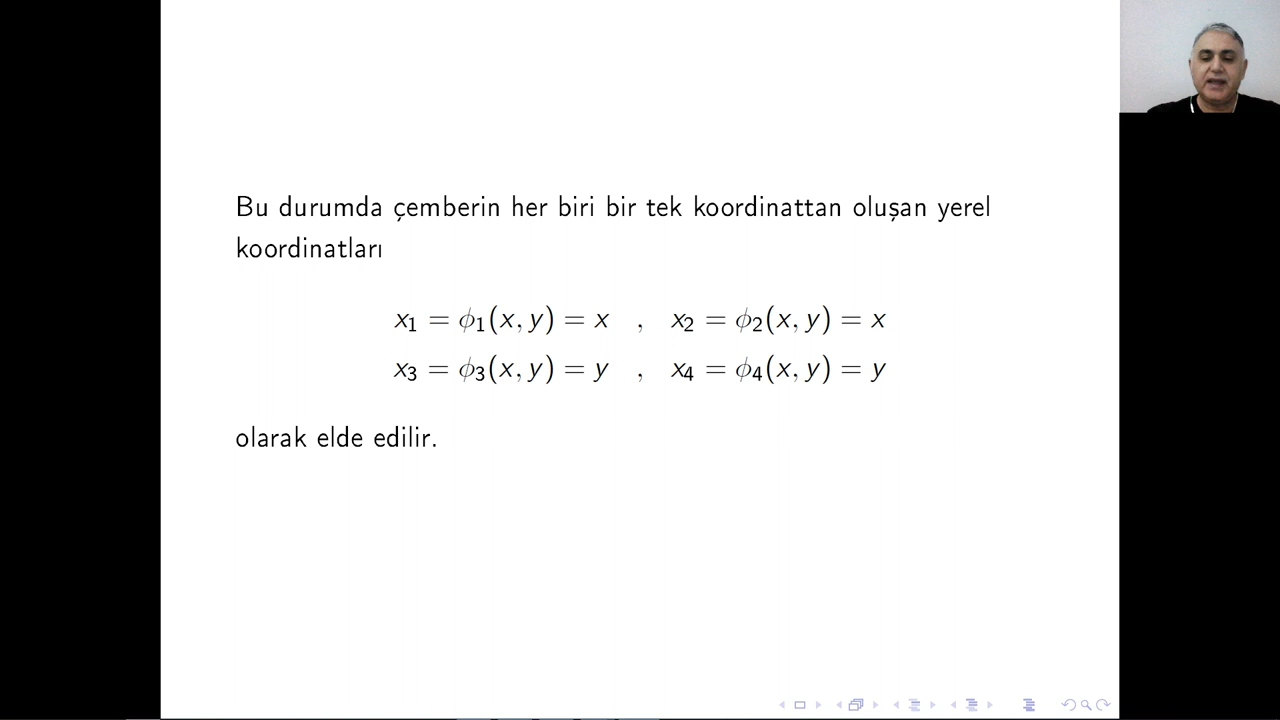 Bu durumda çemberin her biri bir tek koordinattan oluşan yerel
koordinatları
x₁ = ϕ₁(x, y) = x , x₂ = ϕ₂(x, y) = x
x₃ = ϕ₃(x, y) = y , x₄ = ϕ₄(x, y) = y
olarak elde edilir.